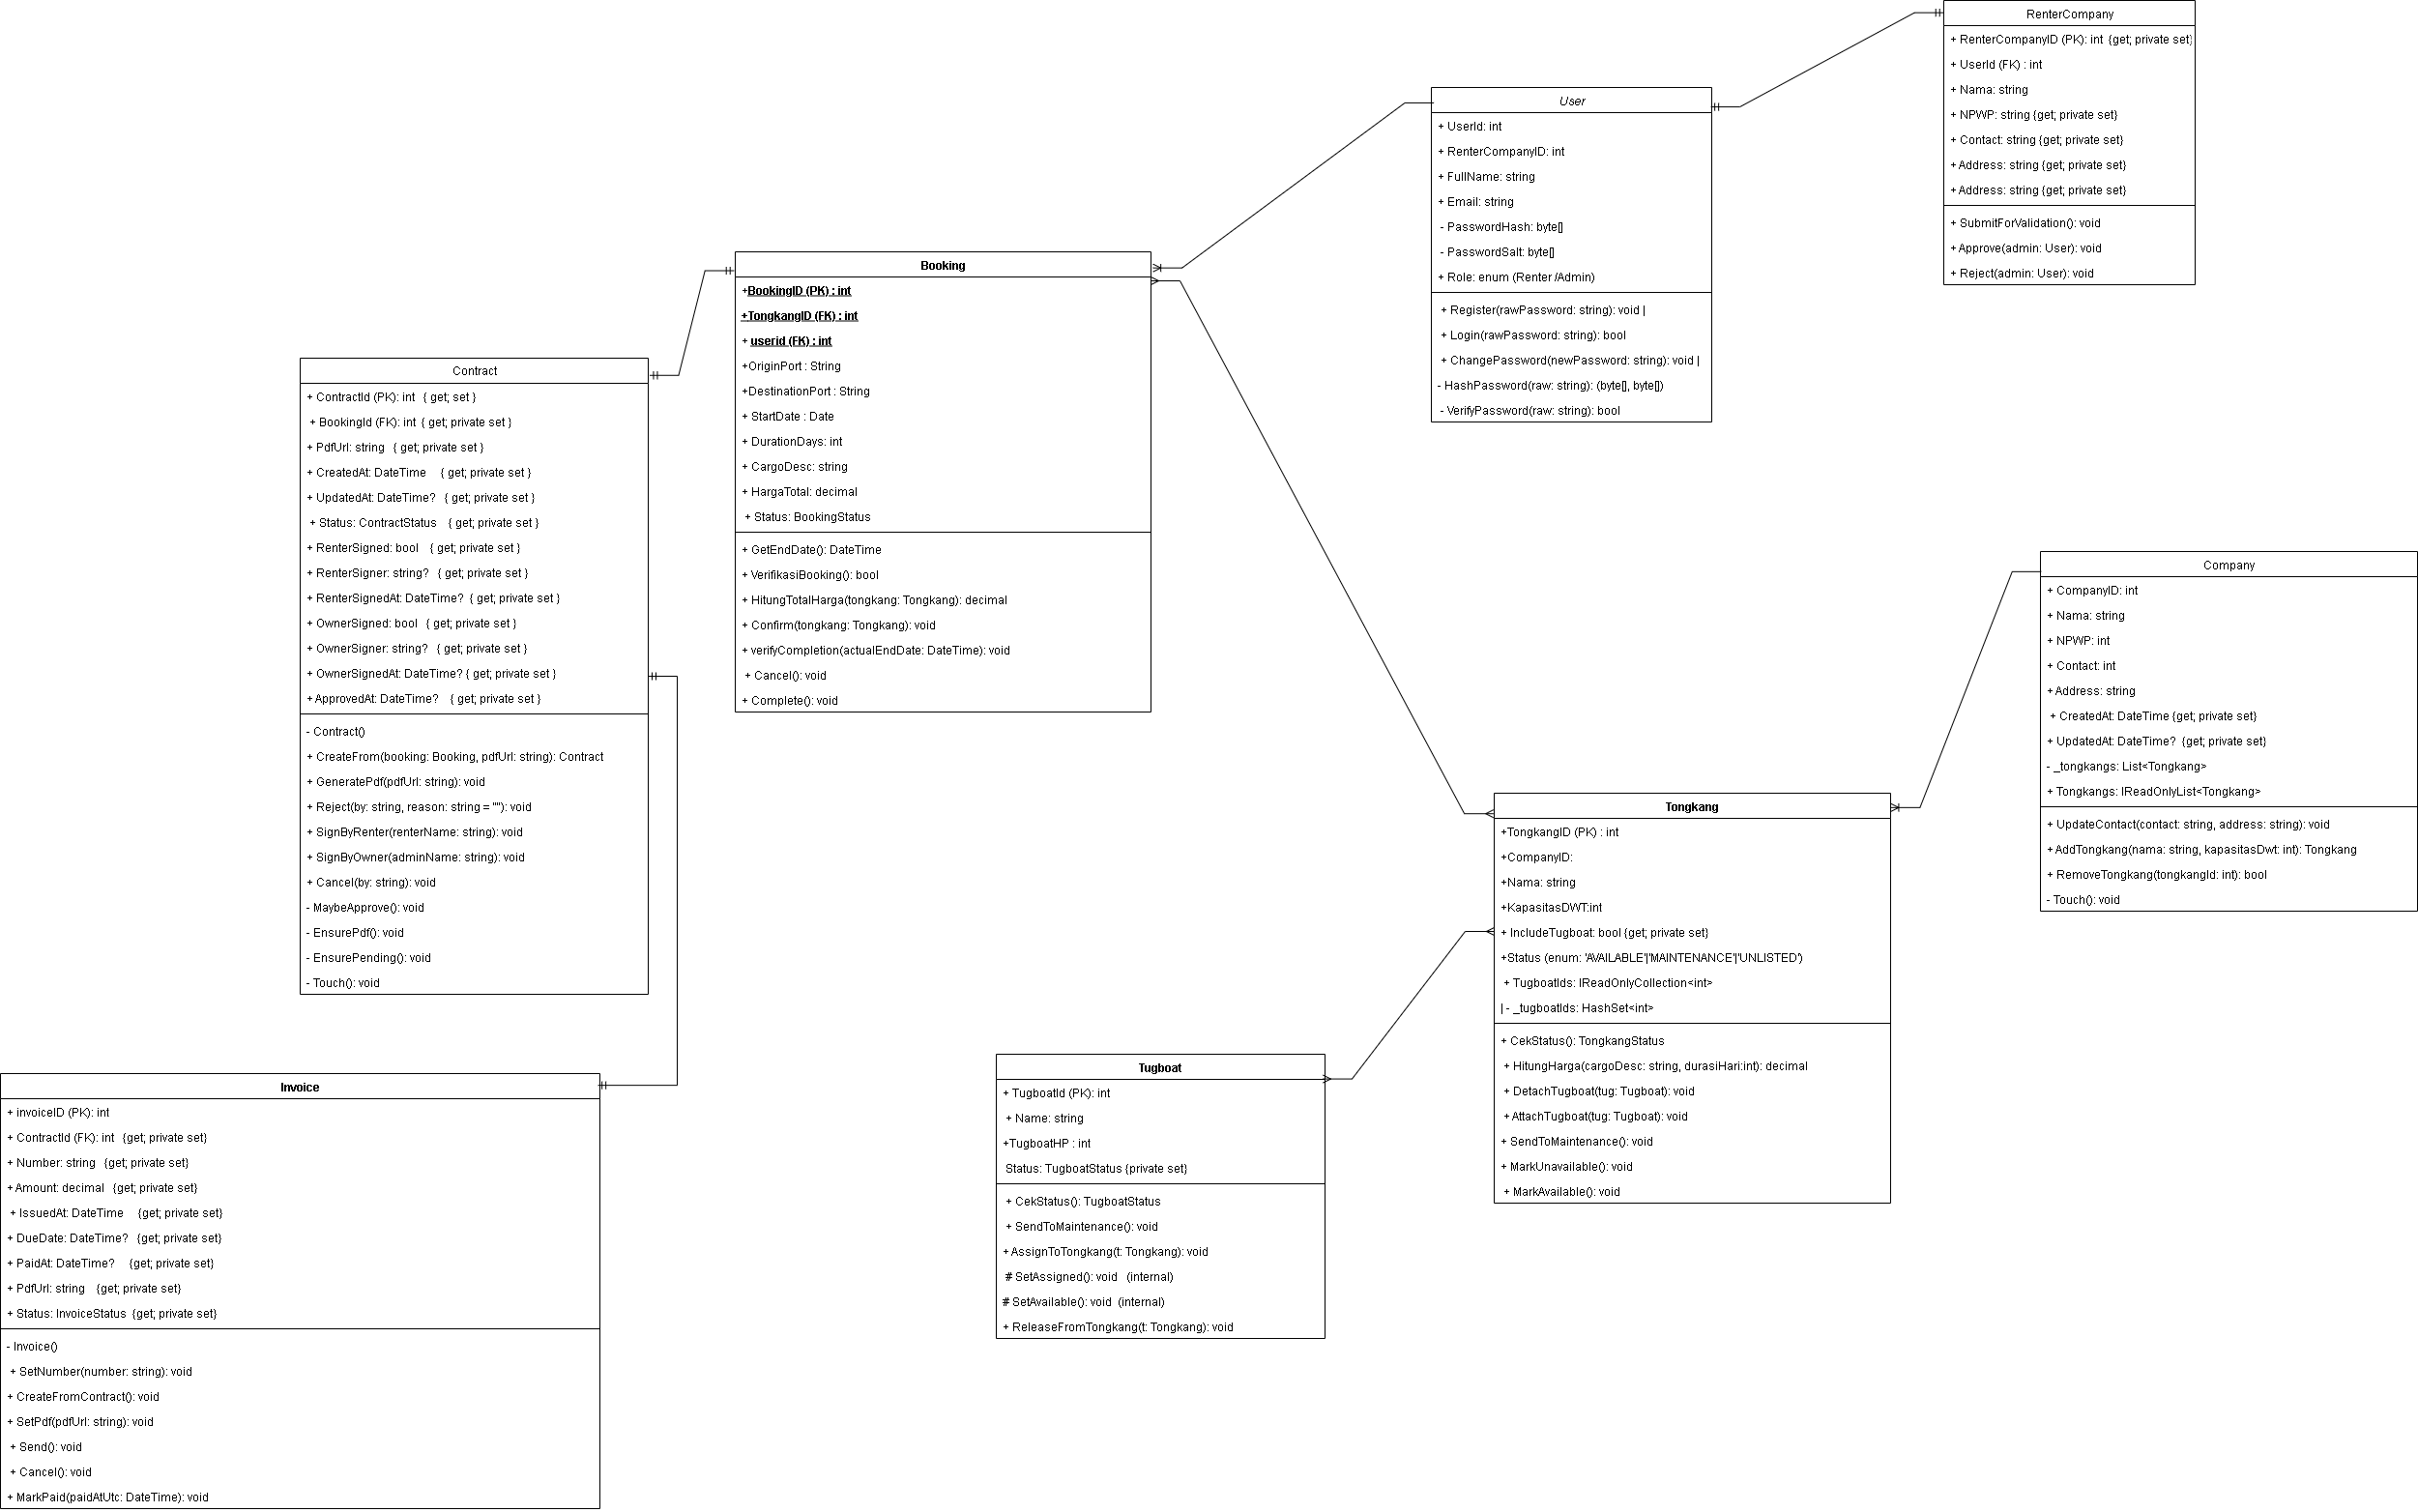 RenterCompany
+ RenterCompanyID (PK): int {get; private set}
+ UserId (FK) : int
+ Nama: string
+ NPWP: string {get; private set}
+ Contact: string {get; private set}
+ Address: string {get; private set}
+ Address: string {get; private set}
+ SubmitForValidation(): void
+ Approve(admin: User): void
+ Reject(admin: User): void
User
+ UserId: int
+ RenterCompanyID: int
+ FullName: string
+ Email: string
- PasswordHash: byte[]
- PasswordSalt: byte[]
+ Role: enum (Renter /Admin)
+ Register(rawPassword: string): void |
+ Login(rawPassword: string): bool
+ ChangePassword(newPassword: string): void |
- HashPassword(raw: string): (byte[], byte[])
- VerifyPassword(raw: string): bool
Booking
+BookingID (PK) : int
+TongkangID (FK) : int
+ userid (FK) : int
+OriginPort : String
+DestinationPort : String
+ StartDate : Date
+ DurationDays: int
+ CargoDesc: string
+ HargaTotal: decimal
+ Status: BookingStatus
+ GetEndDate(): DateTime
+ VerifikasiBooking(): bool
+ HitungTotalHarga(tongkang: Tongkang): decimal
+ Confirm(tongkang: Tongkang): void
+ verifyCompletion(actualEndDate: DateTime): void
+ Cancel(): void
+ Complete(): void
Contract
+ ContractId (PK): int { get; set }
+ BookingId (FK): int { get; private set }
+ PdfUrl: string { get; private set }
+ CreatedAt: DateTime { get; private set }
+ UpdatedAt: DateTime? { get; private set }
+ Status: ContractStatus { get; private set }
+ RenterSigned: bool { get; private set }
+ RenterSigner: string? { get; private set }
+ RenterSignedAt: DateTime? { get; private set }
+ OwnerSigned: bool { get; private set }
+ OwnerSigner: string? { get; private set }
+ OwnerSignedAt: DateTime? { get; private set }
+ ApprovedAt: DateTime? { get; private set }
- Contract()
+ CreateFrom(booking: Booking, pdfUrl: string): Contract
+ GeneratePdf(pdfUrl: string): void
+ Reject(by: string, reason: string = ""): void
+ SignByRenter(renterName: string): void
+ SignByOwner(adminName: string): void
+ Cancel(by: string): void
- MaybeApprove(): void
- EnsurePdf(): void
- EnsurePending(): void
- Touch(): void
Company
+ CompanyID: int
+ Nama: string
+ NPWP: int
+ Contact: int
+ Address: string
+ CreatedAt: DateTime {get; private set}
+ UpdatedAt: DateTime? {get; private set}
- _tongkangs: List<Tongkang>
+ Tongkangs: IReadOnlyList<Tongkang>
+ UpdateContact(contact: string, address: string): void
+ AddTongkang(nama: string, kapasitasDwt: int): Tongkang
+ RemoveTongkang(tongkangId: int): bool
- Touch(): void
Tongkang
+TongkangID (PK) : int
+CompanyID:
+Nama: string
+KapasitasDWT:int
+ IncludeTugboat: bool {get; private set}
+Status (enum: 'AVAILABLE'|'MAINTENANCE'|'UNLISTED')
+ TugboatIds: IReadOnlyCollection<int>
| - _tugboatIds: HashSet<int>
+ CekStatus(): TongkangStatus
+ HitungHarga(cargoDesc: string, durasiHari:int): decimal
+ DetachTugboat(tug: Tugboat): void
+ AttachTugboat(tug: Tugboat): void
+ SendToMaintenance(): void
+ MarkUnavailable(): void
+ MarkAvailable(): void
Tugboat
+ TugboatId (PK): int
+ Name: string
+TugboatHP : int
Status: TugboatStatus {private set}
+ CekStatus(): TugboatStatus
+ SendToMaintenance(): void
+ AssignToTongkang(t: Tongkang): void
# SetAssigned(): void (internal)
# SetAvailable(): void (internal)
+ ReleaseFromTongkang(t: Tongkang): void
Invoice
+ invoiceID (PK): int
+ ContractId (FK): int {get; private set}
+ Number: string {get; private set}
+ Amount: decimal {get; private set}
+ IssuedAt: DateTime {get; private set}
+ DueDate: DateTime? {get; private set}
+ PaidAt: DateTime? {get; private set}
+ PdfUrl: string {get; private set}
+ Status: InvoiceStatus {get; private set}
- Invoice()
+ SetNumber(number: string): void
+ CreateFromContract(): void
+ SetPdf(pdfUrl: string): void
+ Send(): void
+ Cancel(): void
+ MarkPaid(paidAtUtc: DateTime): void